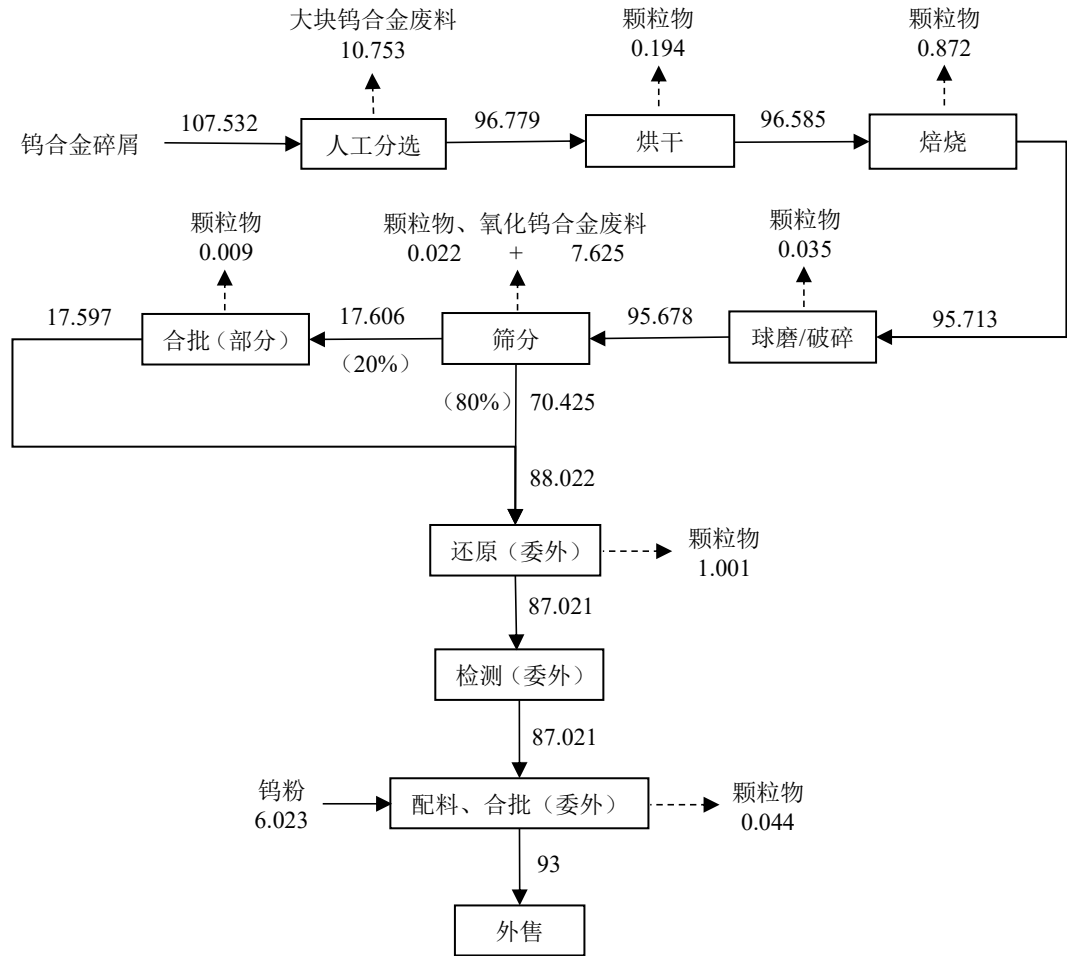 大块钨合金废料
10.753
颗粒物
0.194
颗粒物
0.872
钨合金碎屑
107.532
人工分选
96.779
烘干
96.585
焙烧
颗粒物
0.009
颗粒物、氧化钨合金废料
0.022 + 7.625
颗粒物
0.035
17.597
合批（部分）
17.606
（20%）
筛分
95.678
球磨/破碎
95.713
（80%） 70.425
88.022
还原（委外）
颗粒物
1.001
87.021
检测（委外）
87.021
钨粉
6.023
配料、合批（委外）
颗粒物
0.044
93
外售